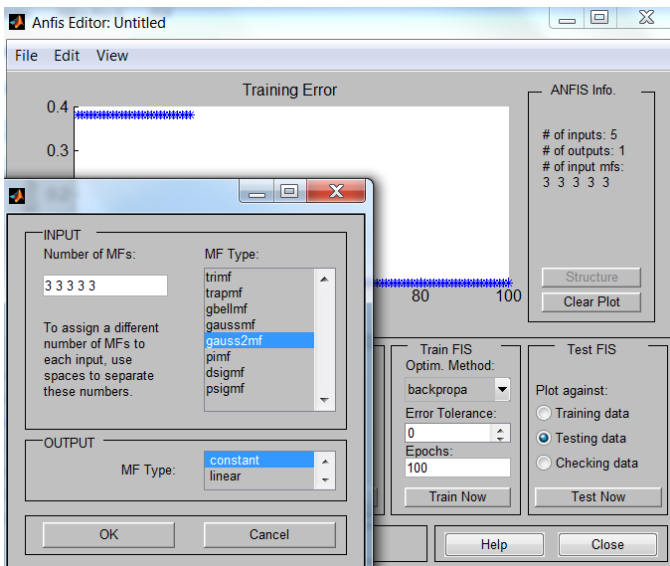 Anfis Editor: Untitled
File Edit View
Training Error
0.4
0.3
80
100
ANFIS Info.
# of inputs: 5
# of outputs: 1
# of input mfs:
3 3 3 3 3
Structure
Clear Plot
INPUT
Number of MFs:
3 3 3 3 3
To assign a different
number of MFs to
each input, use
spaces to separate
these numbers.
MF Type:
trimf
trapmf
gbellmf
gaussmf
gauss2mf
pimf
dsigmf
psigmf
OUTPUT
MF Type:
constant
linear
OK
Cancel
Train FIS
Optim. Method:
backpropa
Error Tolerance:
0
Epochs:
100
Train Now
Test FIS
Plot against:
Training data
Testing data
Checking data
Test Now
Help
Close